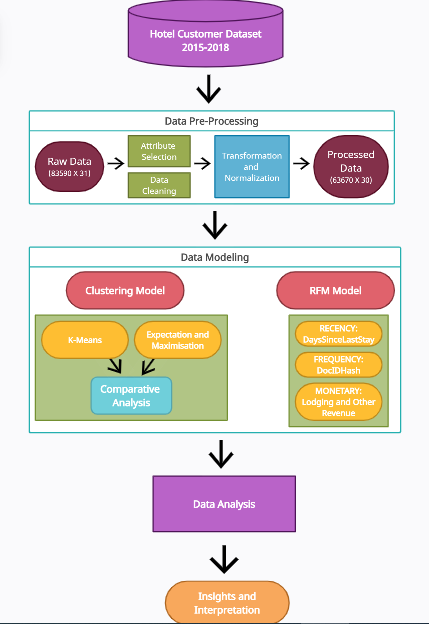 Hotel Customer Dataset
2015-2018
Data Pre-Processing
Raw Data
(83590 X 31)
Attribute
Selection
Data
Cleaning
Transformation
and
Normalization
Processed
Data
(63670 X 30)
Data Modeling
Clustering Model
K-Means
Expectation and
Maximisation
Comparative
Analysis
RFM Model
RECENCY:
DaysSinceLastStay
FREQUENCY:
DocIDHash
MONETARY:
Lodging and Other
Revenue
Data Analysis
Insights and
Interpretation